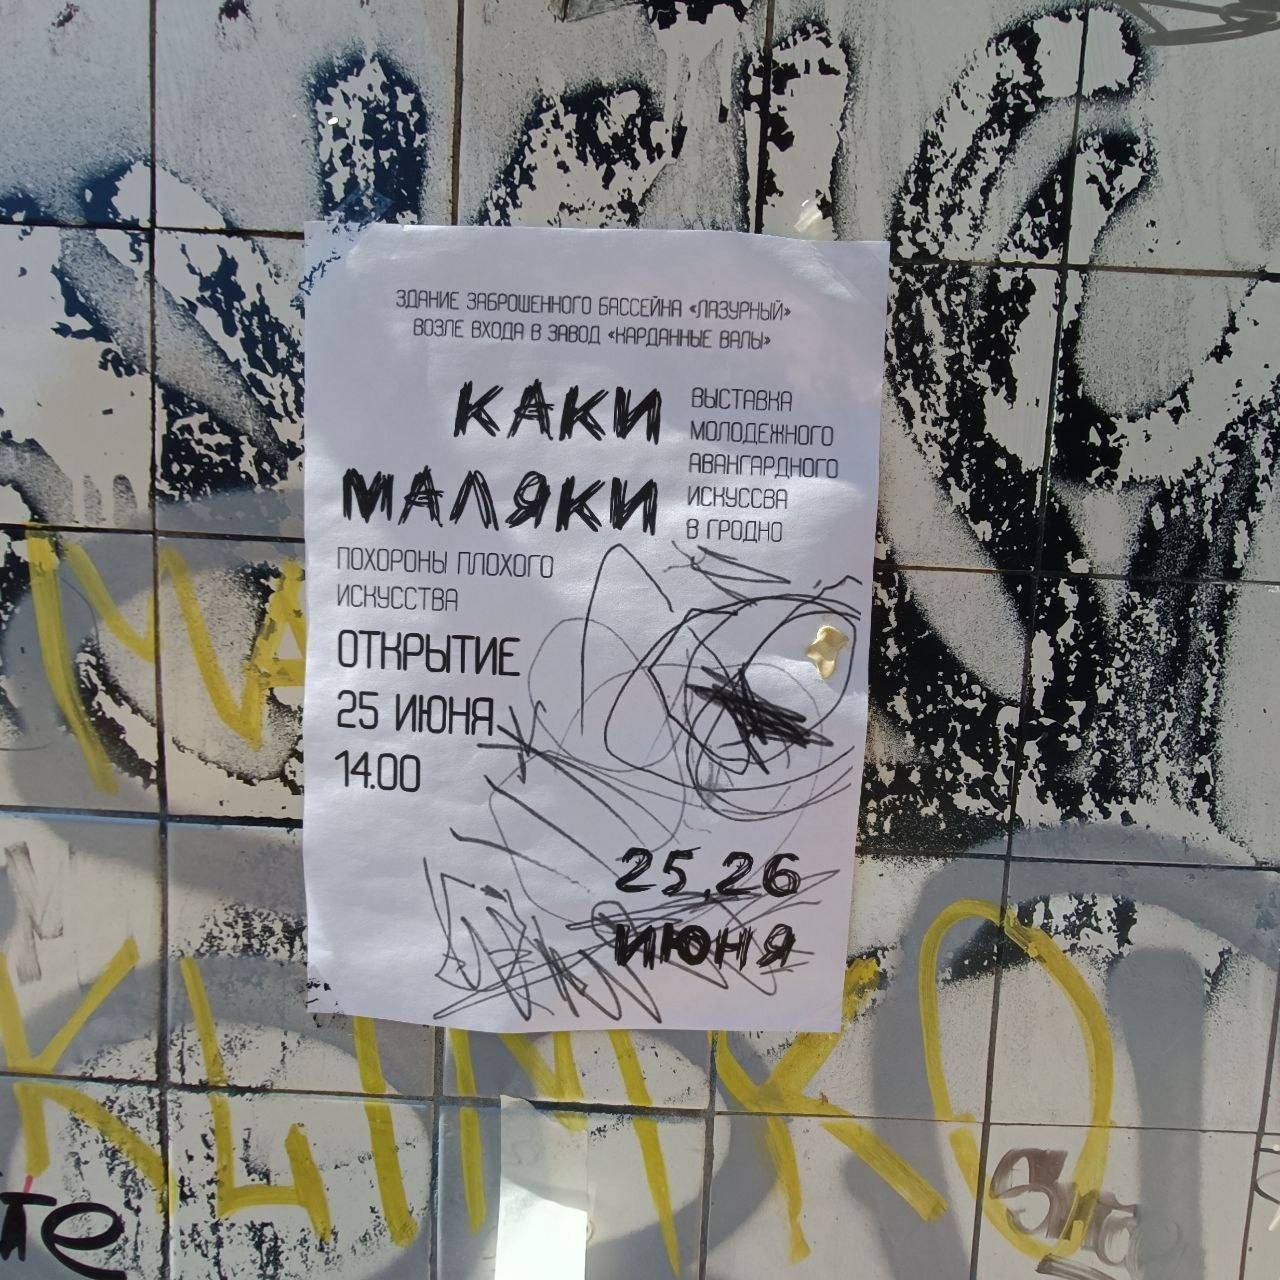 ЗДАНИЕ ЗАБРОШЕННОГО БАССЕЙНА «ЛАЗУРНЫЙ»
ВОЗЛЕ ВХОДА В ЗАВОД «КАРДАННЫЕ ВАЛЫ»
КАКИ
МАЛЯКИ
ВЫСТАВКА
МОЛОДЕЖНОГО
АВАНГАРДНОГО
ИСКУССВА
В ГРОДНО
ПОХОРОНЫ ПЛОХОГО
ИСКУССТВА
ОТКРЫТИЕ
25 ИЮНЯ
14.00
25,26
ИЮНЯ